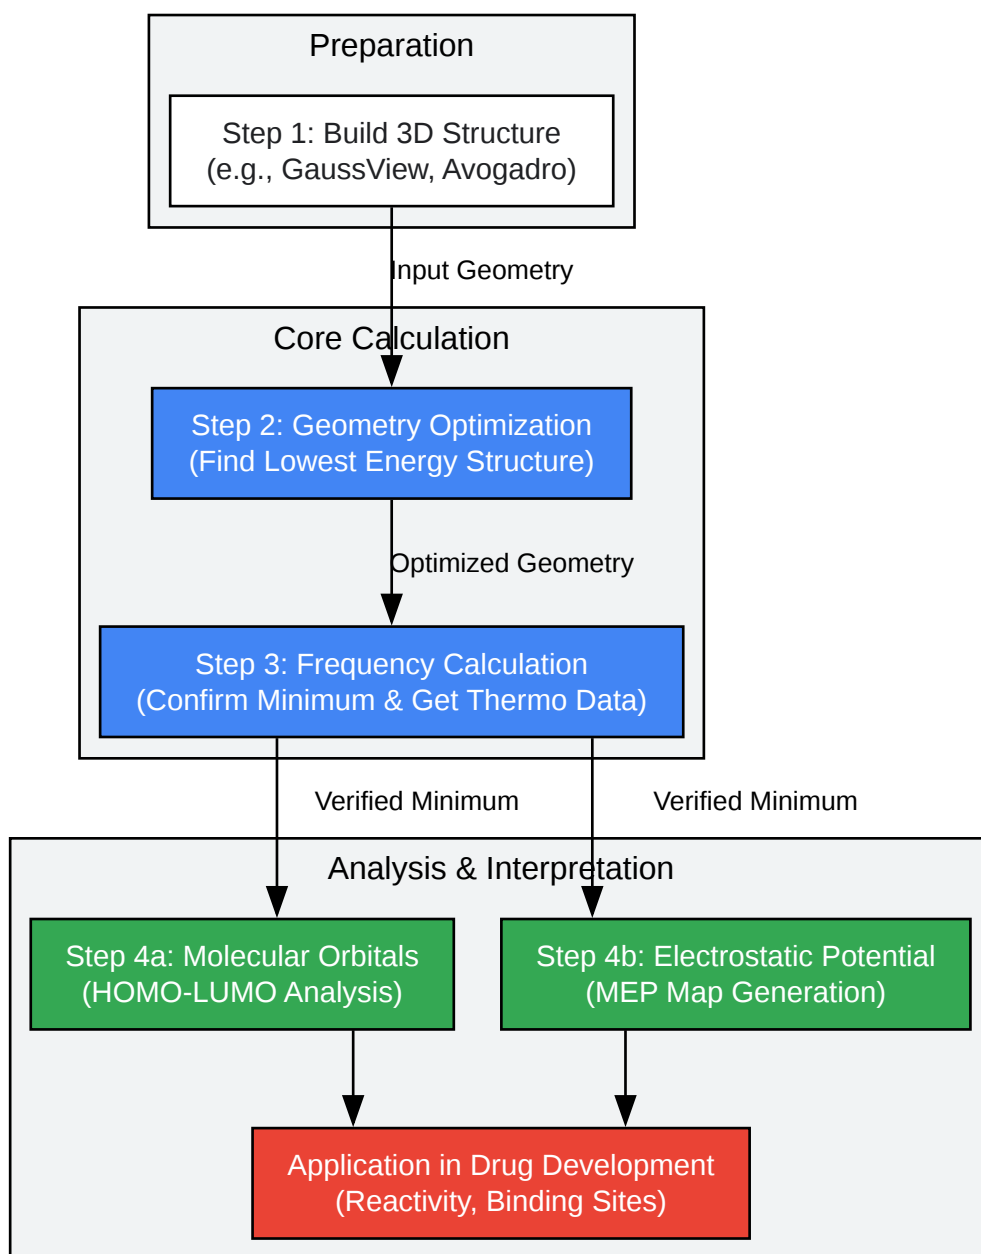 Preparation
Step 1: Build 3D Structure
(e.g., GaussView, Avogadro)
Input Geometry
Core Calculation
Step 2: Geometry Optimization
(Find Lowest Energy Structure)
Optimized Geometry
Step 3: Frequency Calculation
(Confirm Minimum & Get Thermo Data)
Verified Minimum
Verified Minimum
Analysis & Interpretation
Step 4a: Molecular Orbitals
(HOMO-LUMO Analysis)
Step 4b: Electrostatic Potential
(MEP Map Generation)
Application in Drug Development
(Reactivity, Binding Sites)